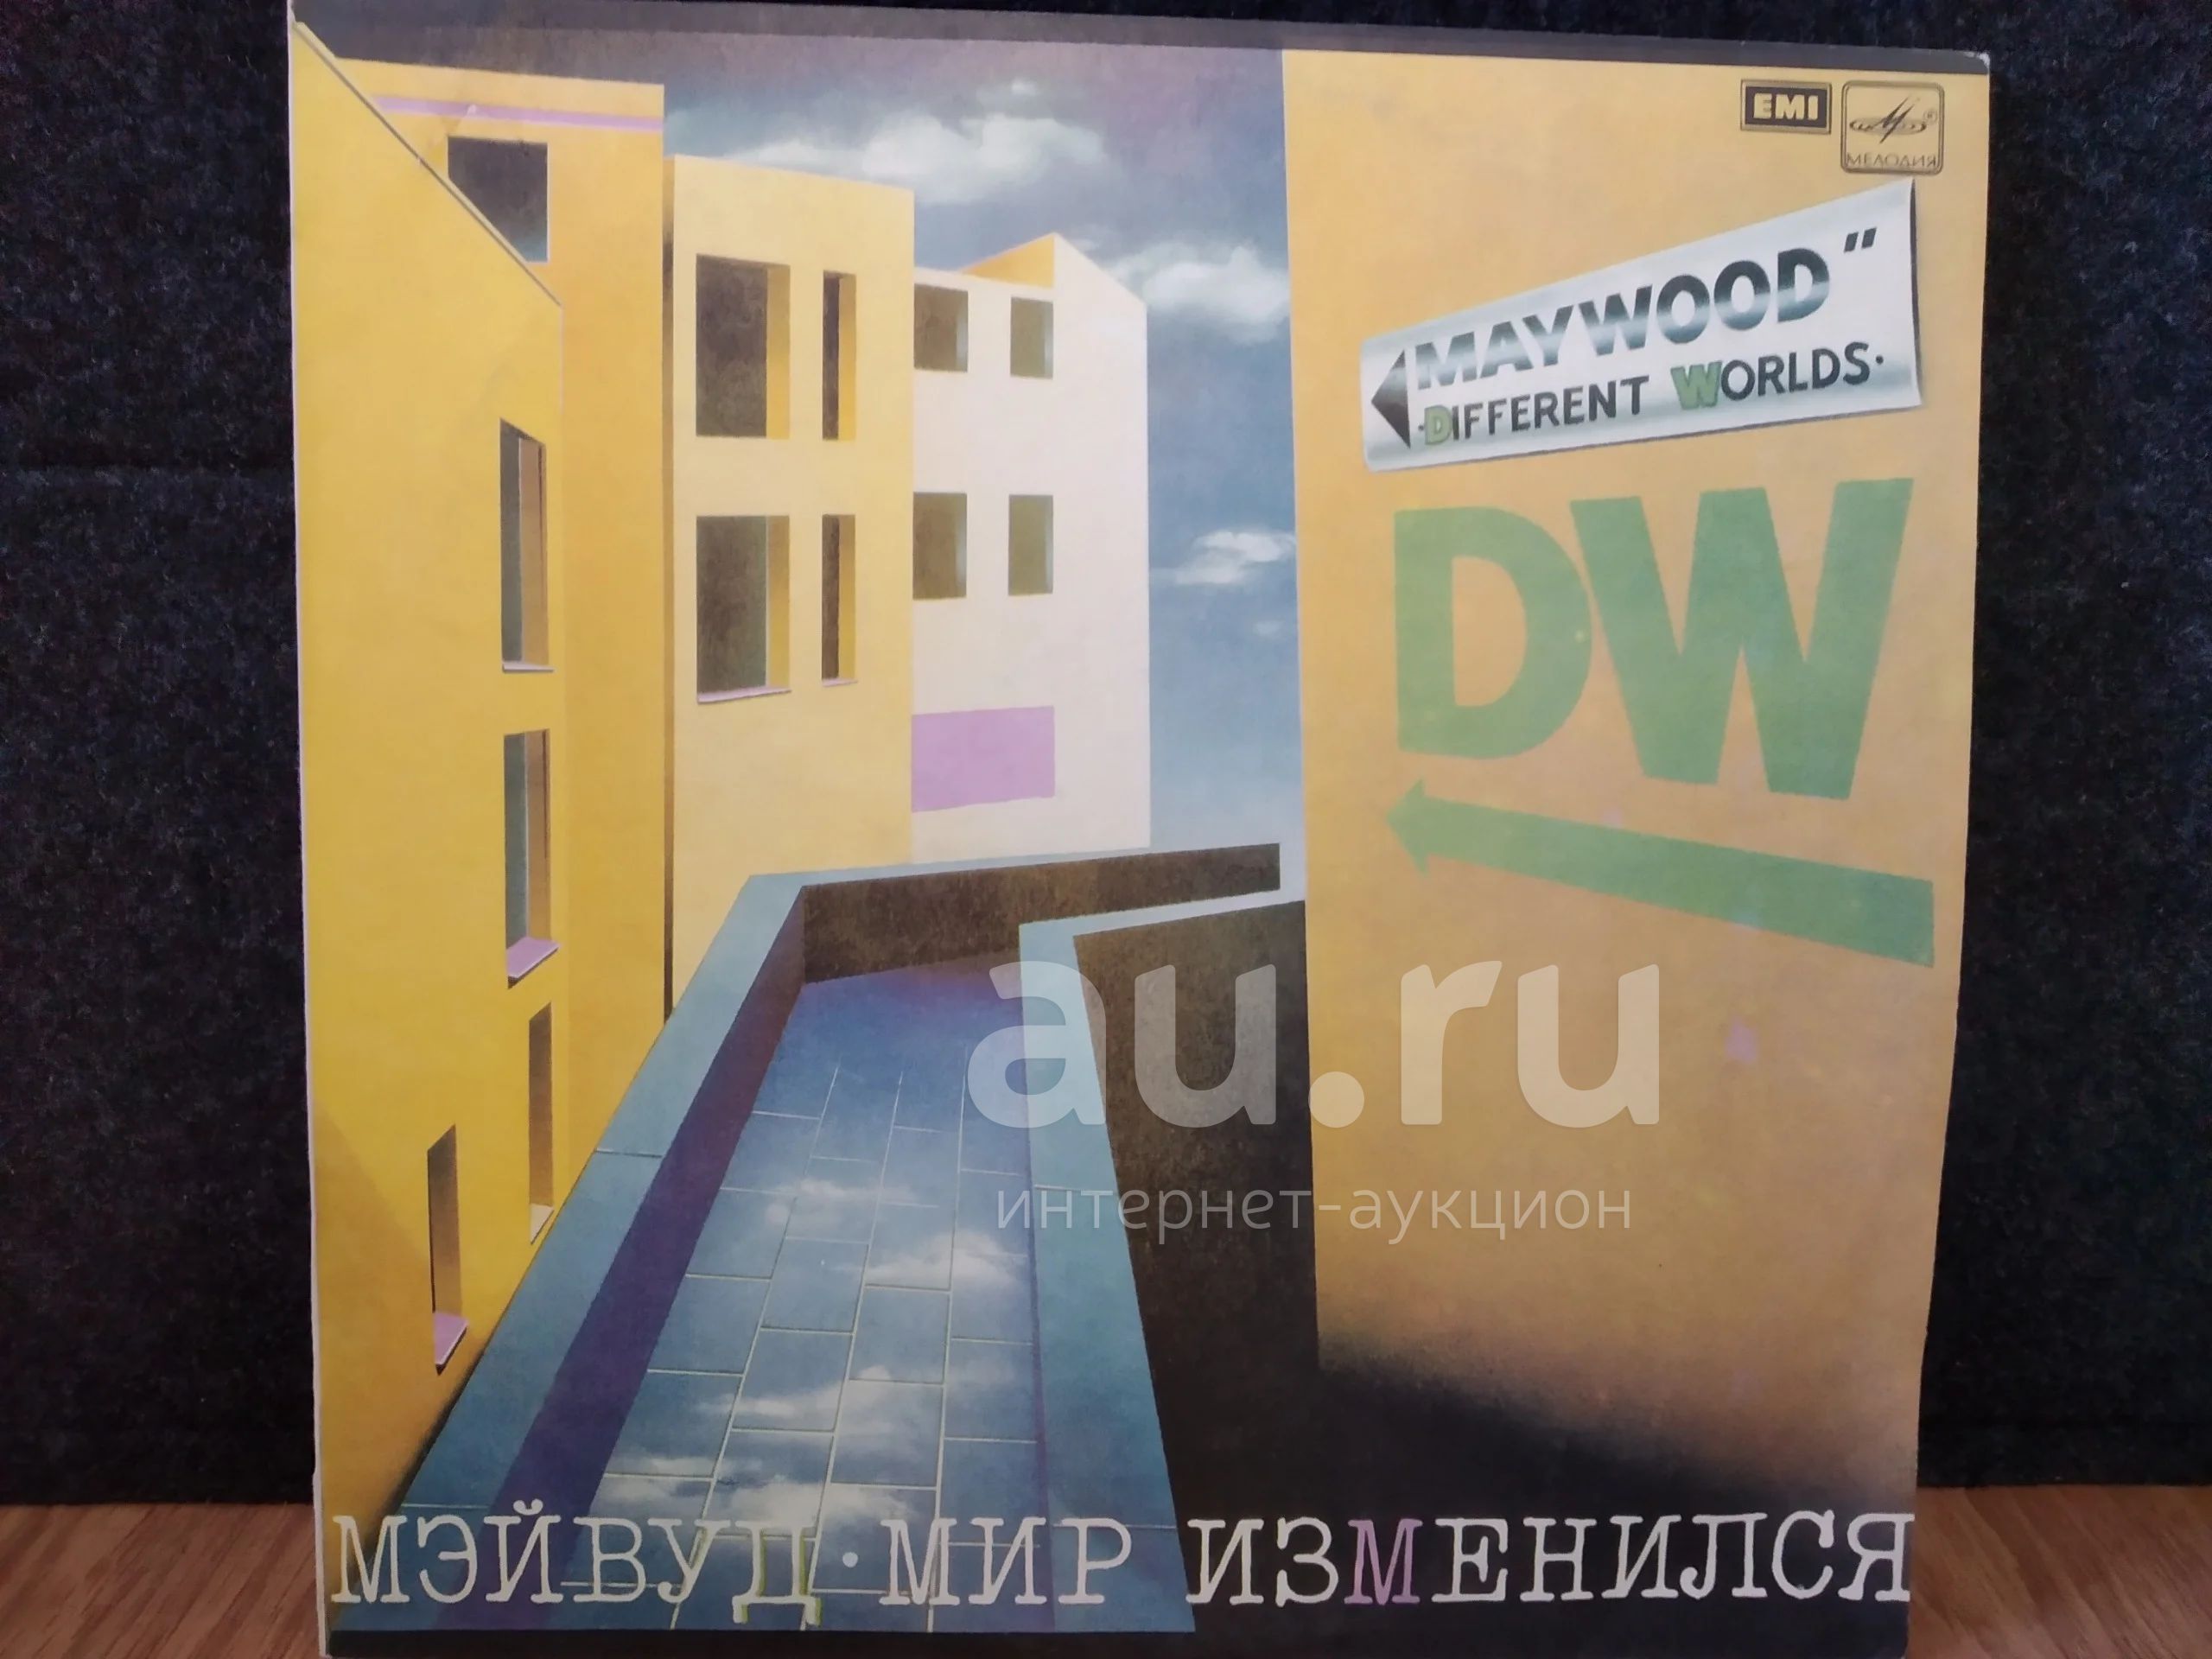 EMI
МЕЛОДИЯ
MAYWOOD"
·DIFFERENT WORLDS·
DW
au.ru
интернет-аукцион
МЭЙВУД·МИР ИЗМЕНИЛСЯ